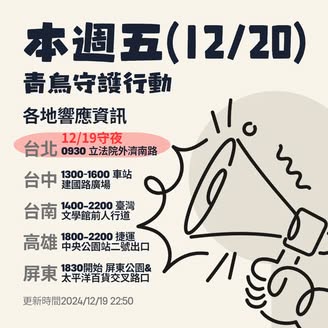 本週五(12/20)
青鳥守護行動
各地響應資訊
12/19守夜
台北 0930 立法院外濟南路
台中 1300-1600 車站
建國路廣場
台南 1400-2200 臺灣
文學館前人行道
高雄 1800-2200 捷運
中央公園站二號出口
屏東 1830開始 屏東公園&
太平洋百貨交叉路口
更新時間2024/12/19 22:50